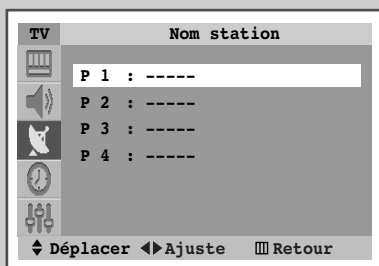 TV Nom station
P 1 : -----
P 2 : -----
P 3 : -----
P 4 : -----
Déplacer Ajuste Retour